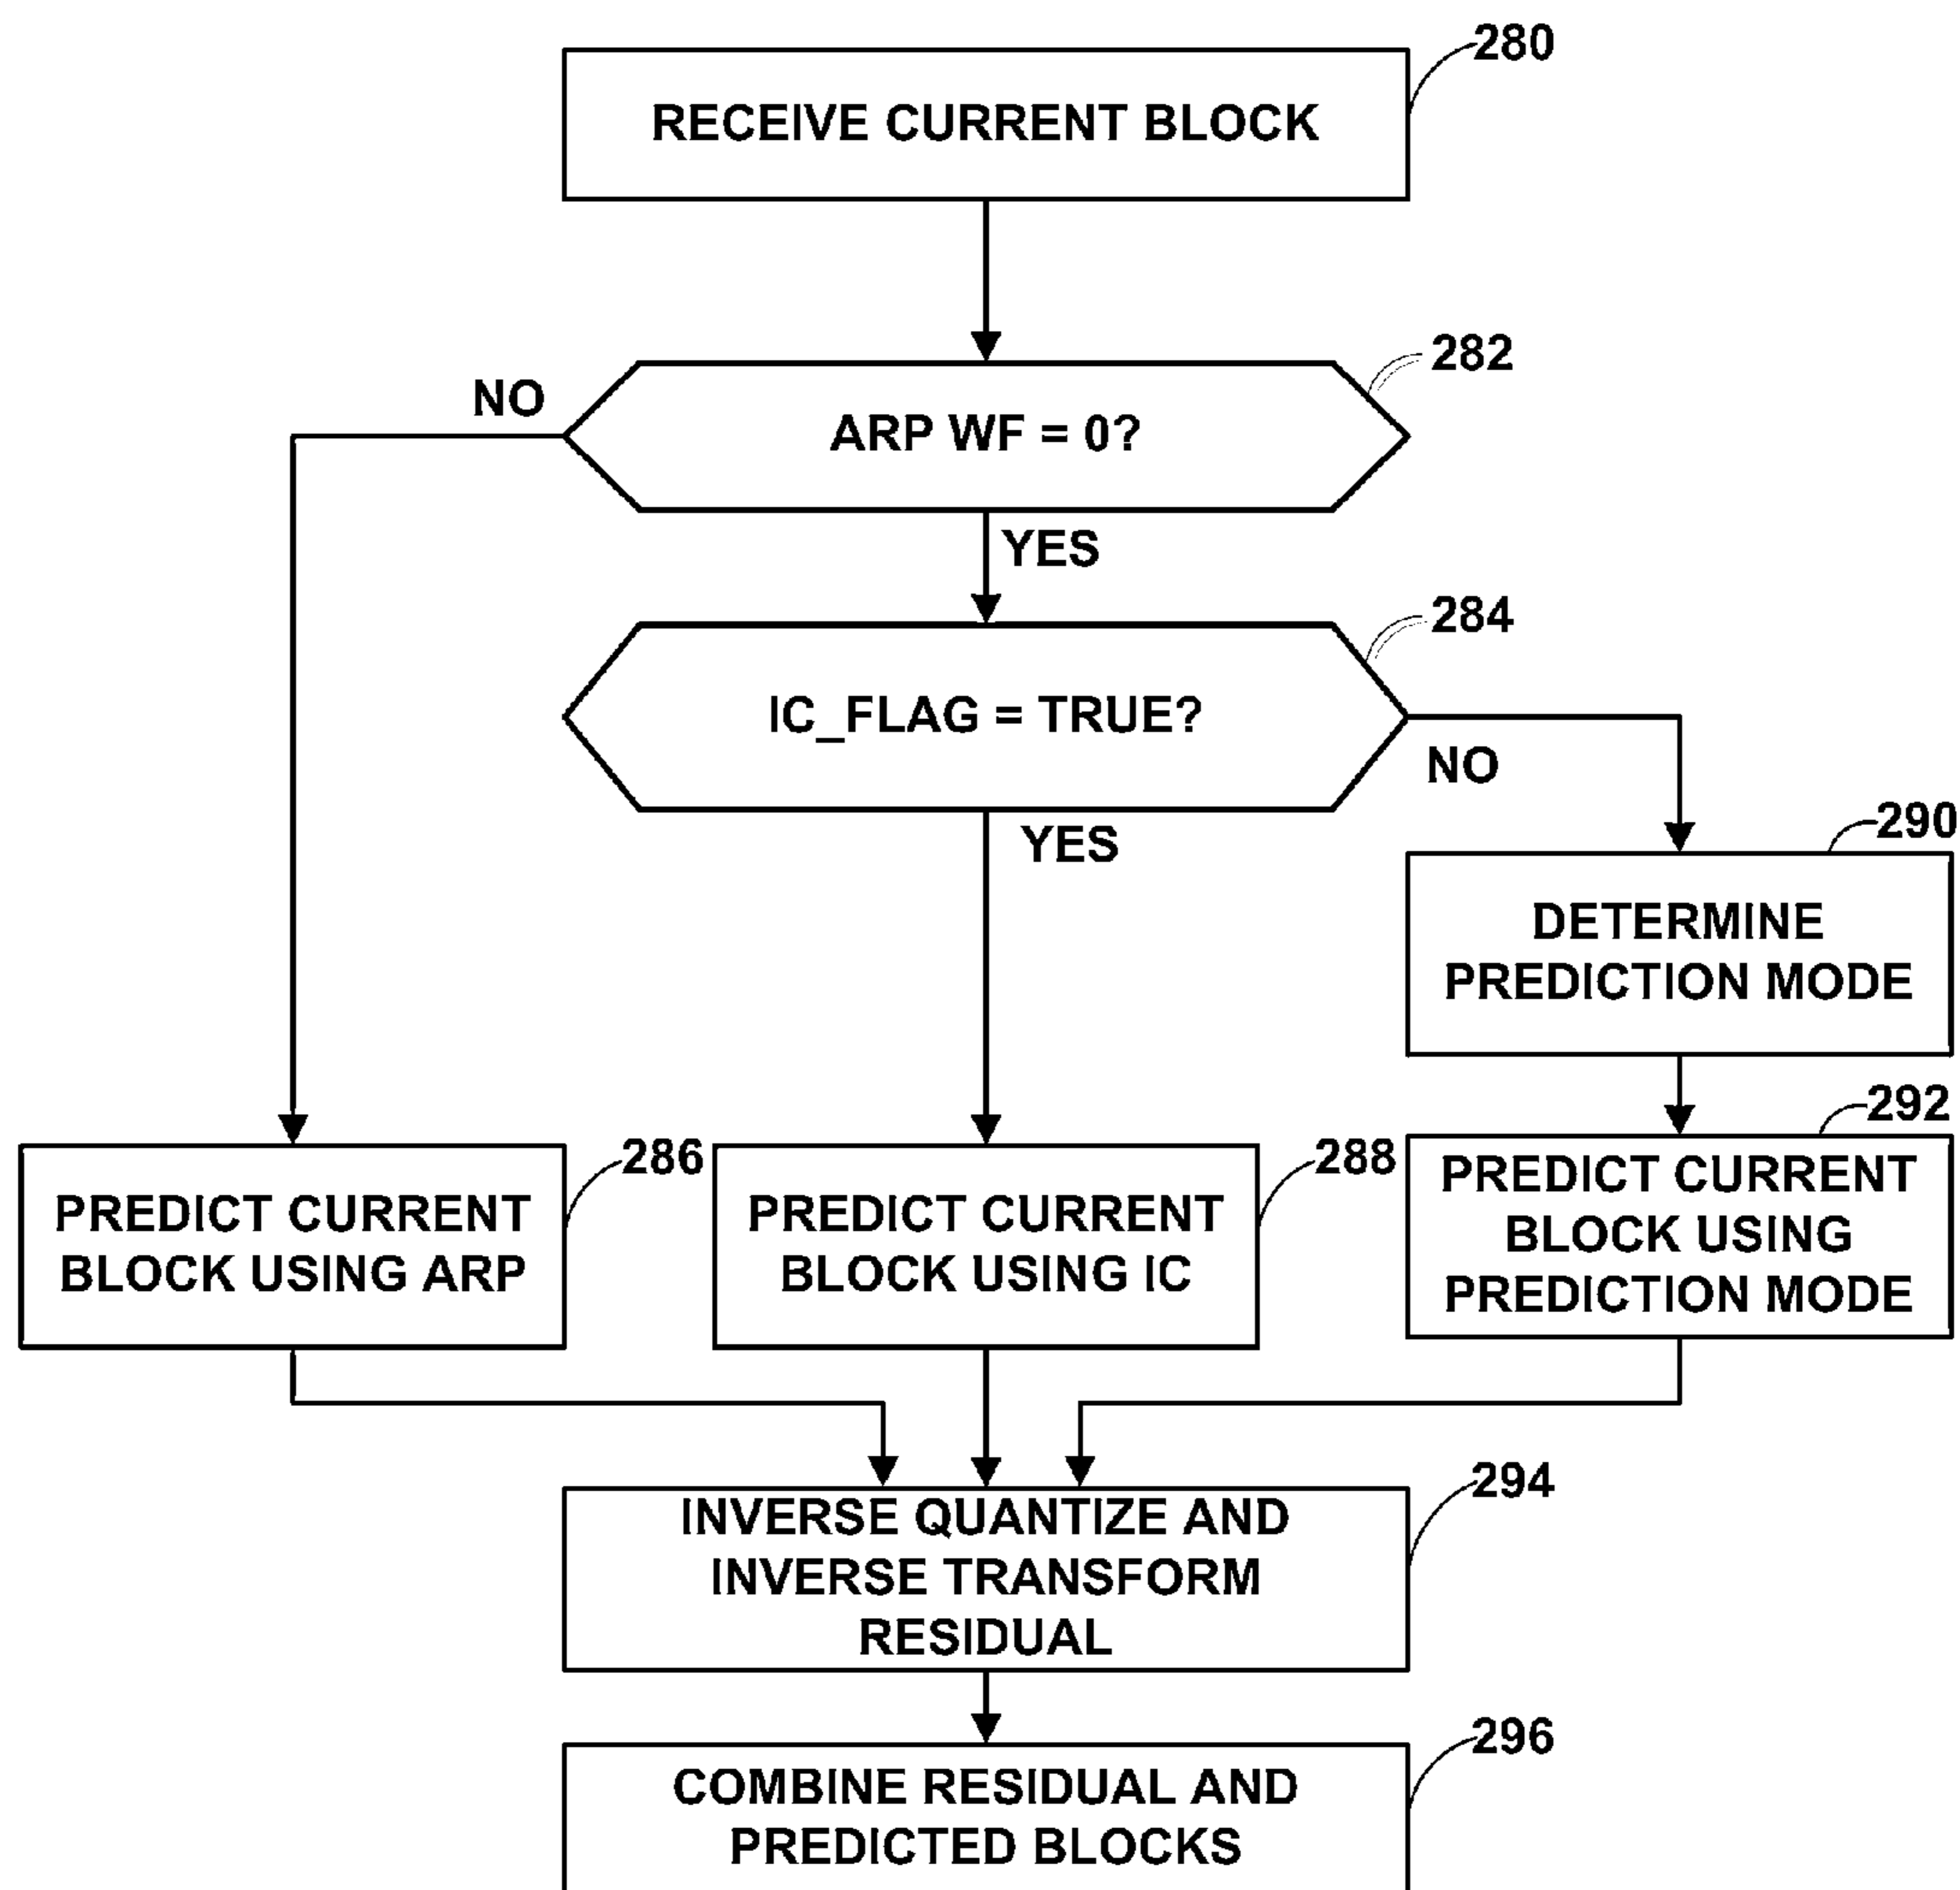 280
RECEIVE CURRENT BLOCK
282
NO
ARP WF = 0?
YES
284
IC_FLAG = TRUE?
NO
YES
290
DETERMINE
PREDICTION MODE
292
286
288
PREDICT CURRENT
BLOCK USING ARP
PREDICT CURRENT
BLOCK USING IC
PREDICT CURRENT
BLOCK USING
PREDICTION MODE
294
INVERSE QUANTIZE AND
INVERSE TRANSFORM
RESIDUAL
296
COMBINE RESIDUAL AND
PREDICTED BLOCKS